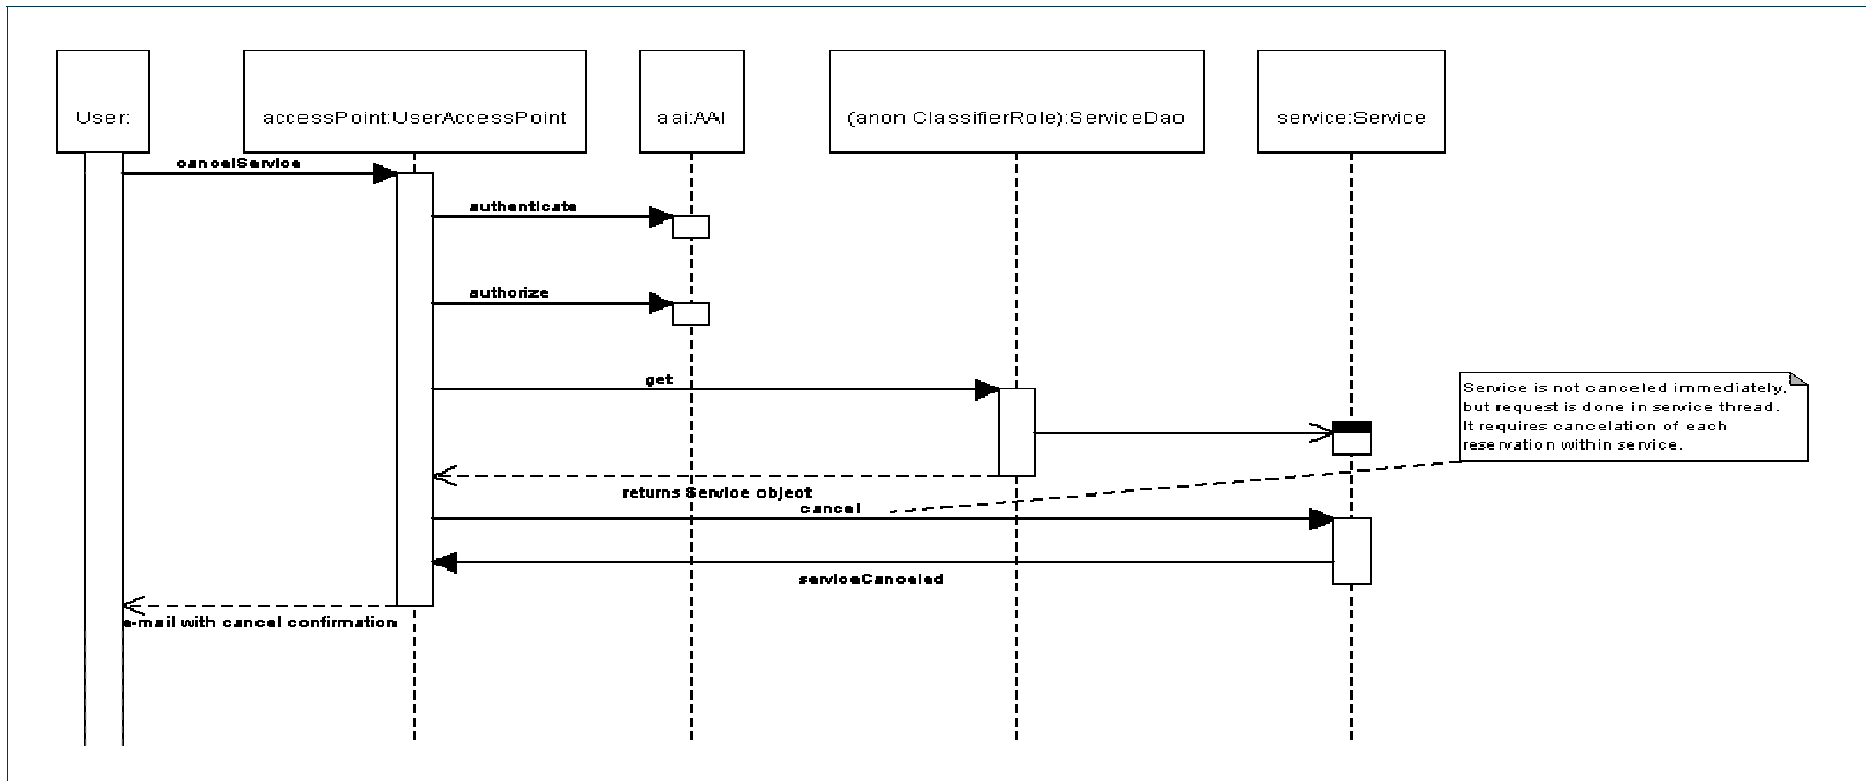 User:
accessPoint:UserAccessPoint
aai:AAI
(anon ClassifierRole):ServiceDao
service:Service
cancelService
authenticate
authorize
get
Service is not canceled immediately,
but request is done in service thread.
It requires cancelation of each
reservation within service.
returns Service object
cancel
serviceCanceled
e-mail with cancel confirmation